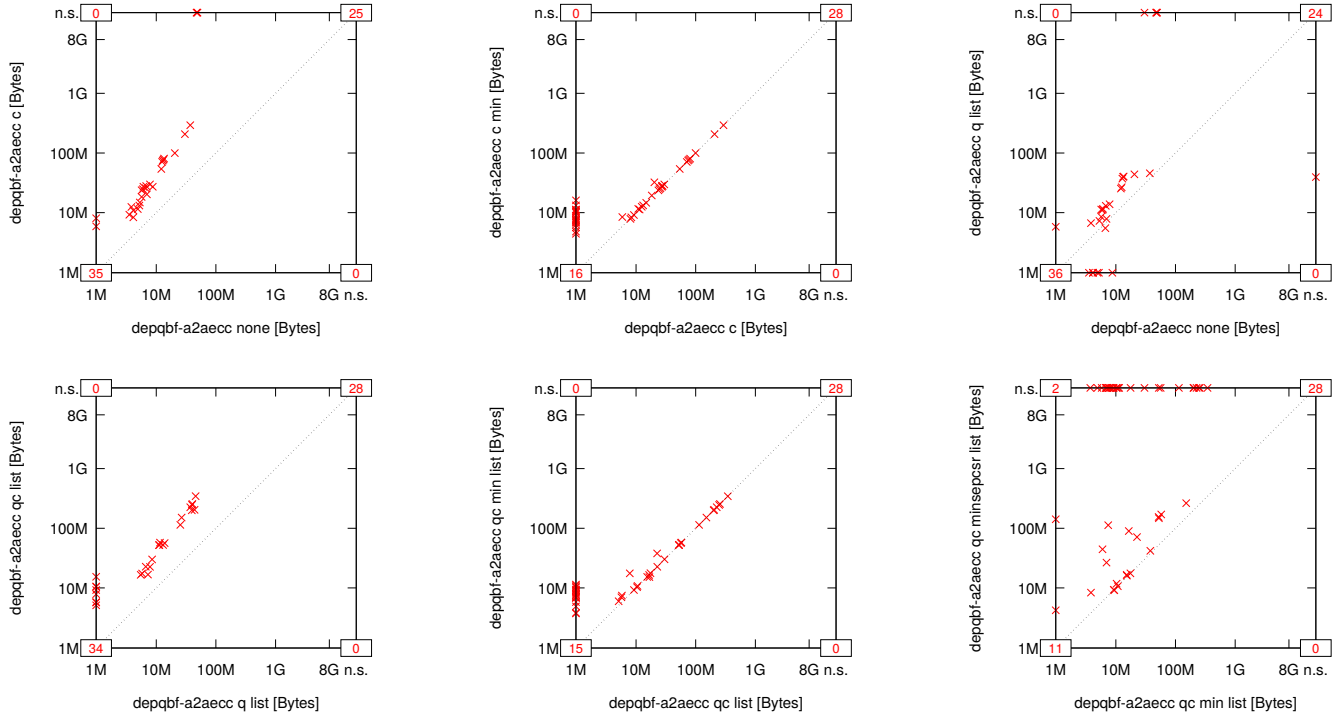 n.s. 0 25
8G
1G
100M
10M
1M 35 0
1M 10M 100M 1G 8G n.s.
depqbf-a2aecc c [Bytes]
depqbf-a2aecc none [Bytes]
n.s. 0 28
8G
1G
100M
10M
1M 16 0
1M 10M 100M 1G 8G n.s.
depqbf-a2aecc c min [Bytes]
depqbf-a2aecc c [Bytes]
n.s. 0 24
8G
1G
100M
10M
1M 36 0
1M 10M 100M 1G 8G n.s.
depqbf-a2aecc q list [Bytes]
depqbf-a2aecc none [Bytes]
n.s. 0 28
8G
1G
100M
10M
1M 34 0
1M 10M 100M 1G 8G n.s.
depqbf-a2aecc qc list [Bytes]
depqbf-a2aecc q list [Bytes]
n.s. 0 28
8G
1G
100M
10M
1M 15 0
1M 10M 100M 1G 8G n.s.
depqbf-a2aecc qc min list [Bytes]
depqbf-a2aecc qc list [Bytes]
n.s. 2 28
8G
1G
100M
10M
1M 11 0
1M 10M 100M 1G 8G n.s.
depqbf-a2aecc qc minsepcsr list [Bytes]
depqbf-a2aecc qc min list [Bytes]